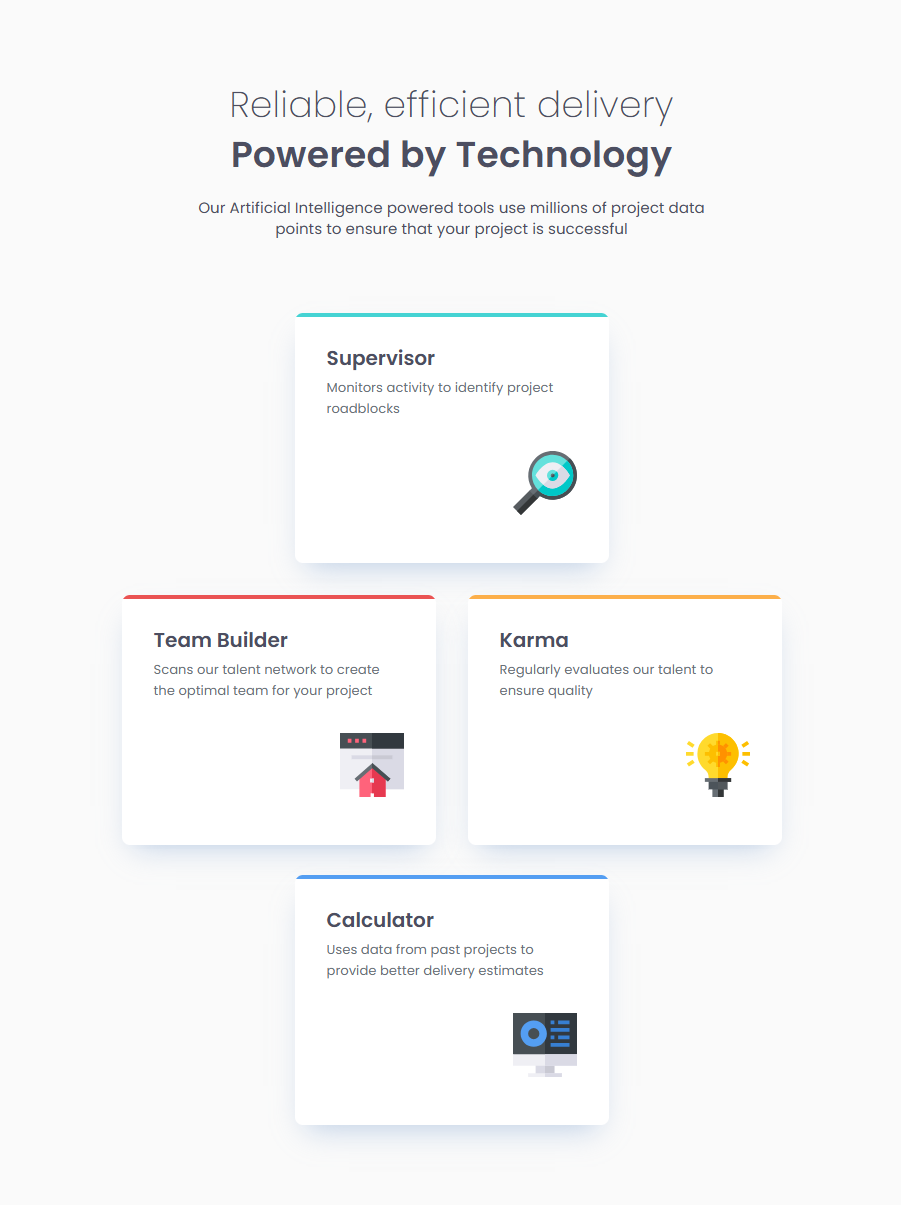 Reliable, efficient delivery
Powered by Technology
Our Artificial Intelligence powered tools use millions of project data
points to ensure that your project is successful
Supervisor
Monitors activity to identify project
roadblocks
Team Builder
Scans our talent network to create
the optimal team for your project
Karma
Regularly evaluates our talent to
ensure quality
Calculator
Uses data from past projects to
provide better delivery estimates